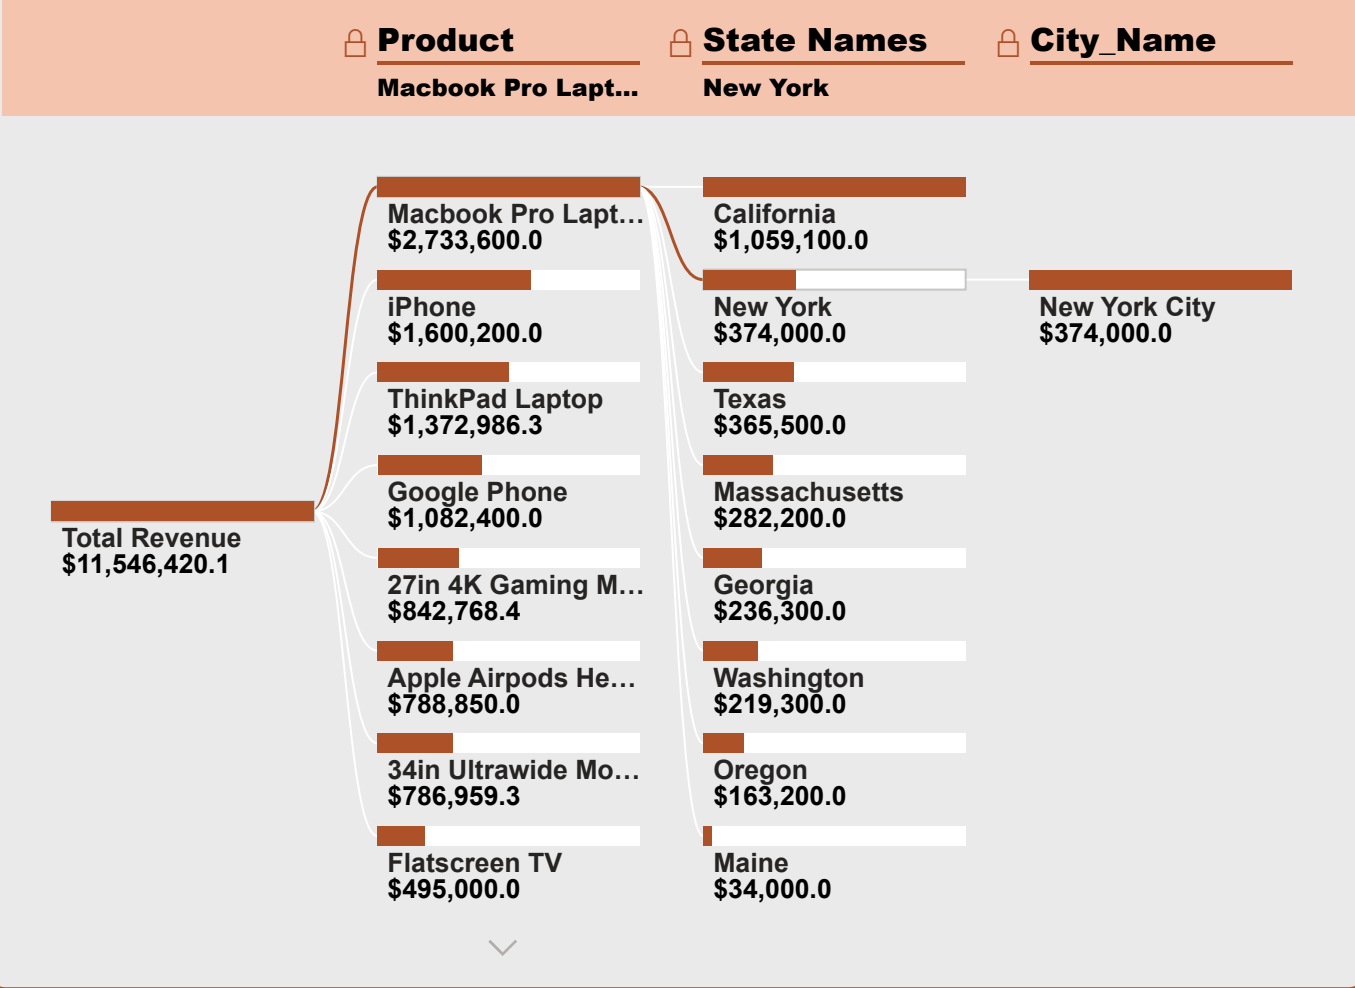 Product
State Names
City_Name
Macbook Pro Lapt...
New York
Macbook Pro Lapt...
$2,733,600.0
California
$1,059,100.0
iPhone
$1,600,200.0
New York
$374,000.0
New York City
$374,000.0
ThinkPad Laptop
$1,372,986.3
Texas
$365,500.0
Google Phone
$1,082,400.0
Massachusetts
$282,200.0
Total Revenue
$11,546,420.1
27in 4K Gaming M...
$842,768.4
Georgia
$236,300.0
Apple Airpods He...
$788,850.0
Washington
$219,300.0
34in Ultrawide Mo...
$786,959.3
Oregon
$163,200.0
Flatscreen TV
$495,000.0
Maine
$34,000.0